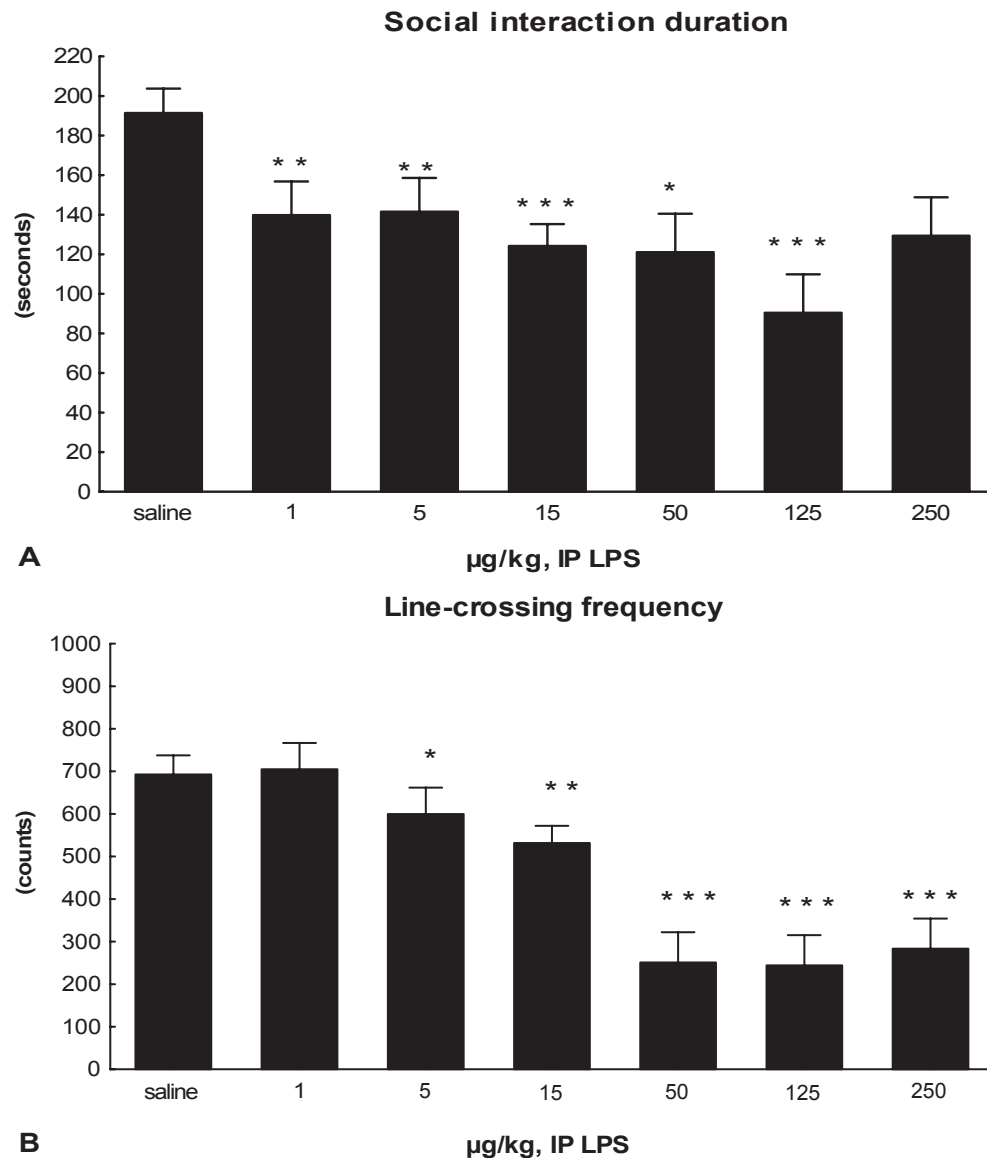 Social interaction duration
220
200
180
160
140
120
100
80
60
40
20
0
(seconds)
* *
* *
* * *
*
* * *
saline 1 5 15 50 125 250
A
µg/kg, IP LPS
Line-crossing frequency
1000
900
800
700
600
500
400
300
200
100
0
(counts)
*
* *
* * *
* * *
* * *
saline 1 5 15 50 125 250
B
µg/kg, IP LPS